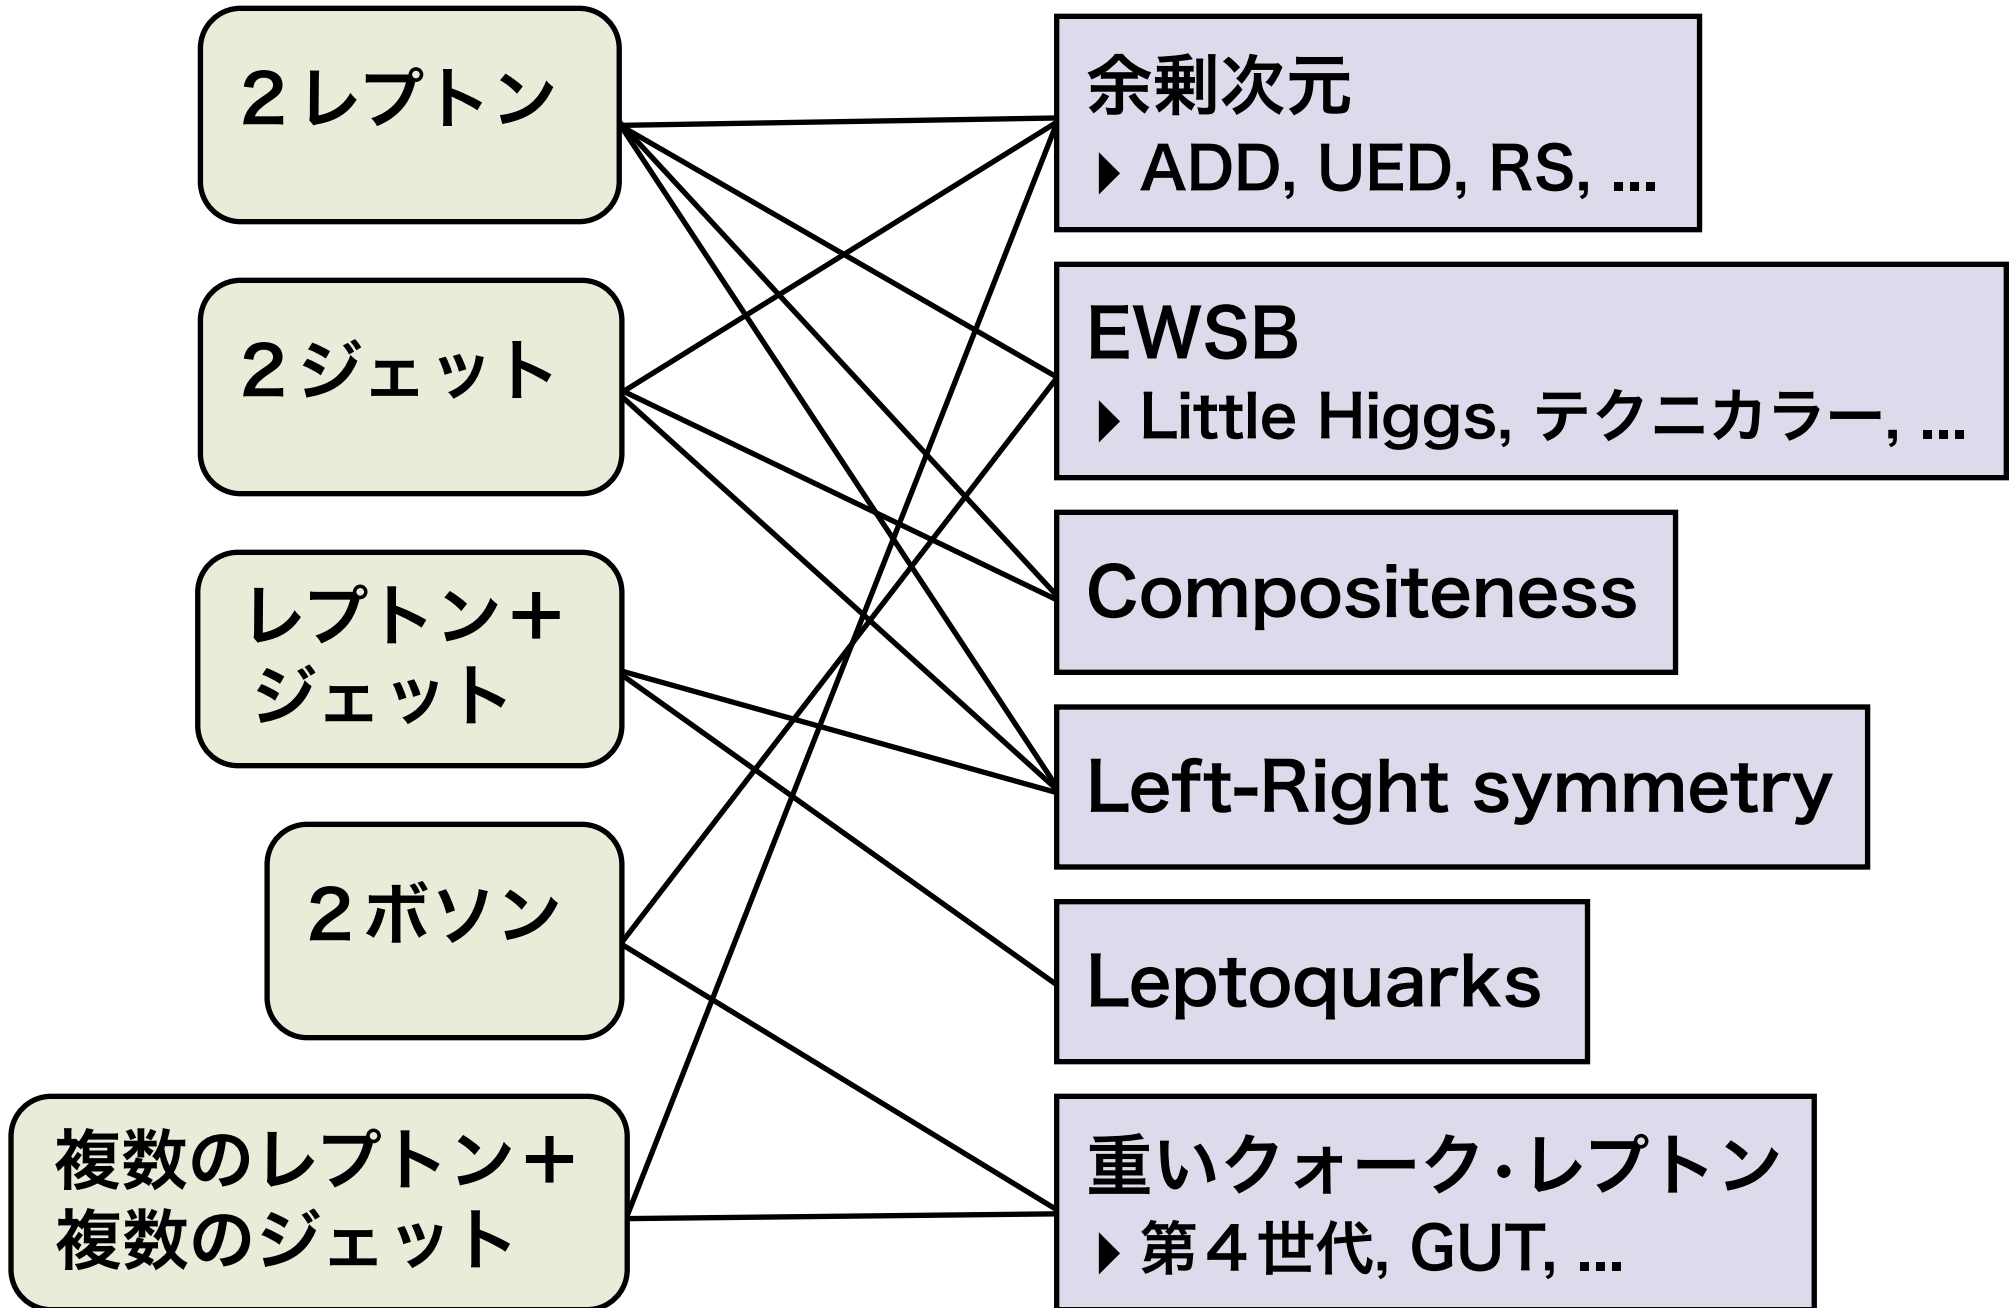 ２レプトン
２ジェット
レプトン＋
ジェット
２ボソン
複数のレプトン＋
複数のジェット
余剰次元
▶ ADD, UED, RS, ...
EWSB
▶ Little Higgs, テクニカラー, ...
Compositeness
Left-Right symmetry
Leptoquarks
重いクォーク・レプトン
▶ 第４世代, GUT, ...